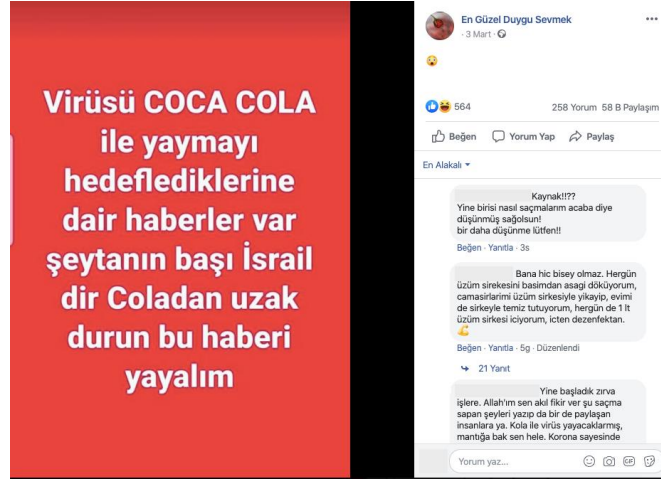 Virüsü COCA COLA
ile yaymayı
hedeflediklerine
dair haberler var
şeytanın başı İsrail
dir Coladan uzak
durun bu haberi
yayalım
En Güzel Duygu Sevmek
· 3 Mart ·
564
258 Yorum 58 B Paylaşım
Beğen Yorum Yap Paylaş
En Alakalı
Kaynak!!??
Yine birisi nasıl saçmalarım acaba diye
düşünmüş sağolsun!
bir daha düşünme lütfen!!
Beğen · Yanıtla · 3s
Bana hic bisey olmaz. Hergün
üzüm sirekesini basimdan asagi döküyorum,
camasirlarimi üzüm sirkesiyle yikayip, evimi
de sirkeyle temiz tutuyorum, hergün de 1 lt
üzüm sirkesi iciyorum, icten dezenfektan.
Beğen · Yanıtla · 5g · Düzenlendi
21 Yanıt
Yine başladık zırva
işlere. Allah'ım sen akıl fikir ver şu saçma
sapan şeyleri yazıp da bir de paylaşan
insanlara ya. Kola ile virüs yayacaklarmış,
mantığa bak sen hele. Korona sayesinde
Yorum yaz...
GIF